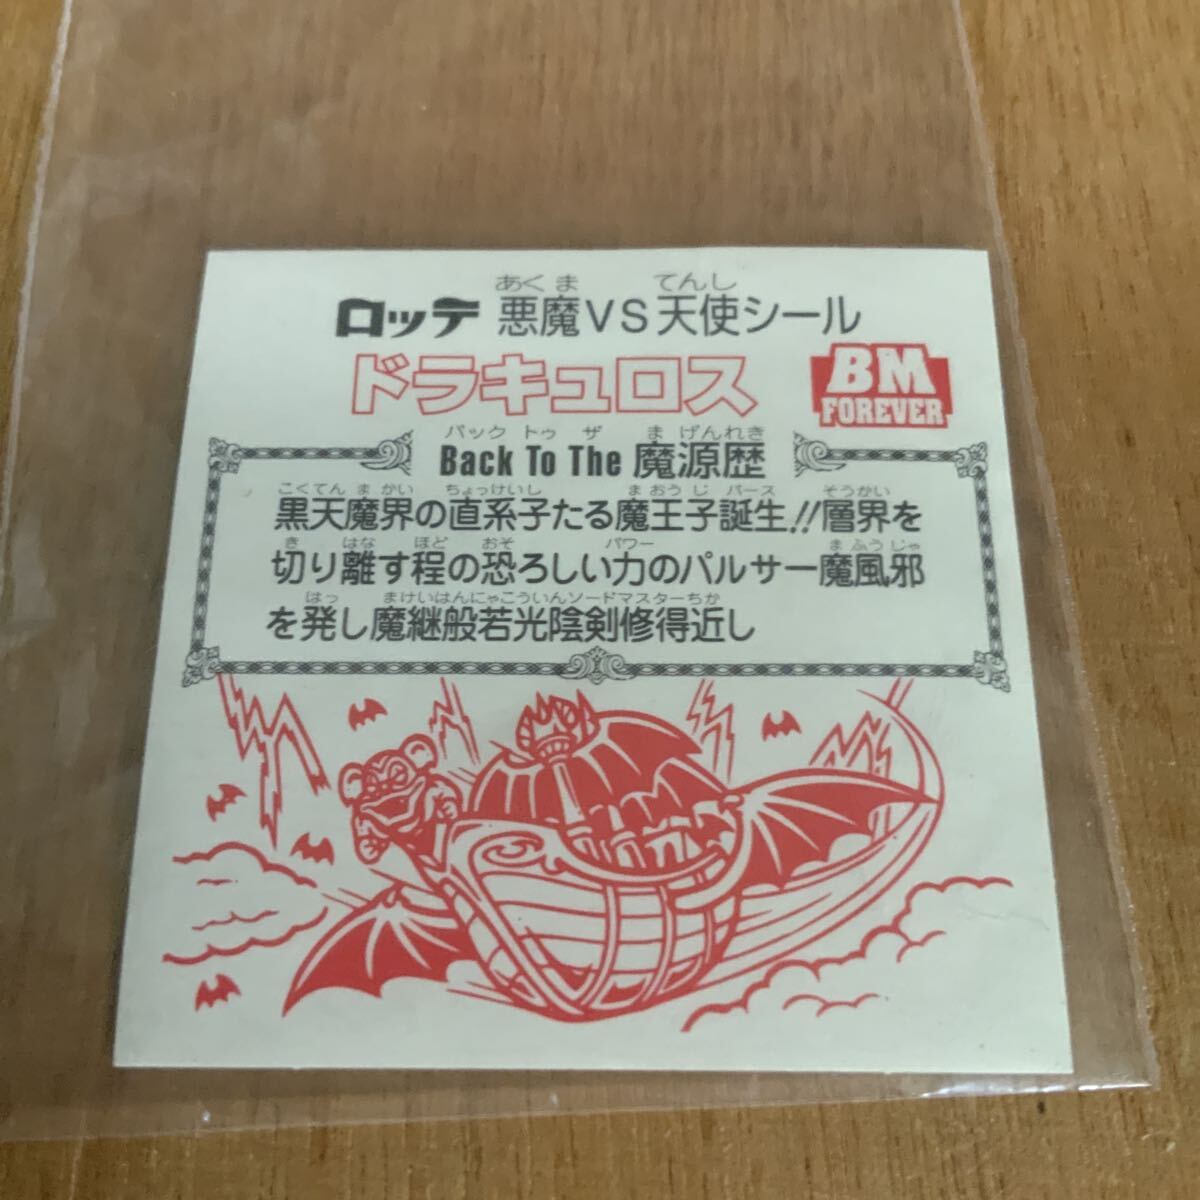 あくま てんし
ロッテ 悪魔VS天使シール
ドラキュロス
BM
FOREVER
バック トゥ ザ まげんれき
Back To The 魔源歴
こくてんまかい ちょっけいし まおうじ バース そうかい
黒天魔界の直系子たる魔王子誕生!!層界を
き はな ほど おそ パワー まふうじゃ
切り離す程の恐ろしい力のパルサー魔風邪
はっ まけいはんにゃこういんソードマスターちか
を発し魔継般若光陰剣修得近し